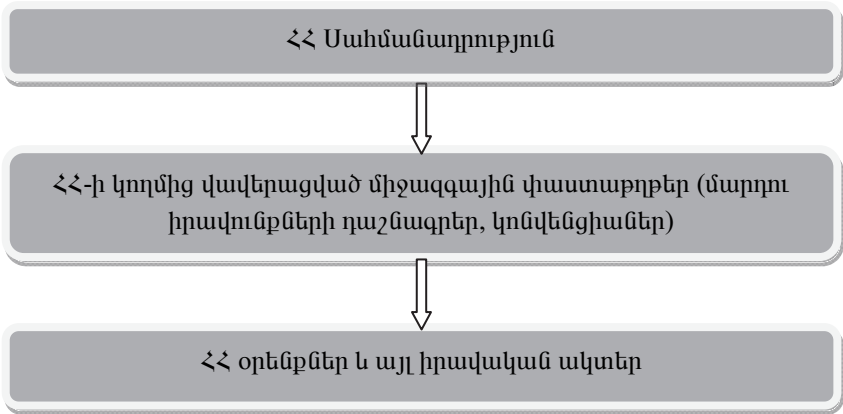 ՀՀ Սահմանադրություն
ՀՀ-ի կողմից վավերացված միջազգային փաստաթղթեր (մարդու
իրավունքների դաշնագրեր, կոնվենցիաներ)
ՀՀ օրենքներ և այլ իրավական ակտեր